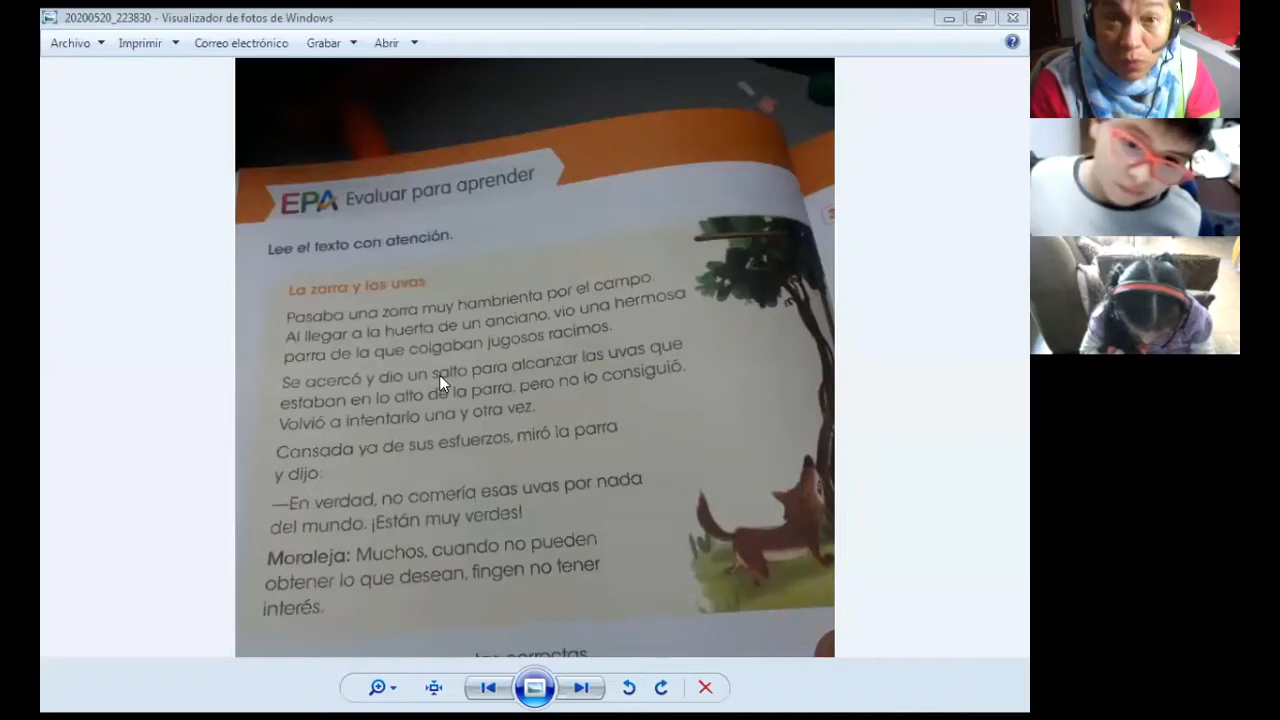 20200520_223830 - Visualizador de fotos de Windows
Archivo Imprimir Correo electrónico Grabar Abrir
EPA Evaluar para aprender
Lee el texto con atención.
La zorra y las uvas
Pasaba una zorra muy hambrienta por el campo.
Al llegar a la huerta de un anciano, vio una hermosa
parra de la que colgaban jugosos racimos.
Se acercó y dio un salto para alcanzar las uvas que
estaban en lo alto de la parra, pero no lo consiguió.
Volvió a intentarlo una y otra vez.
Cansada ya de sus esfuerzos, miró la parra
y dijo:
—En verdad, no comería esas uvas por nada
del mundo. ¡Están muy verdes!
Moraleja: Muchos, cuando no pueden
obtener lo que desean, fingen no tener
interés.
correctas